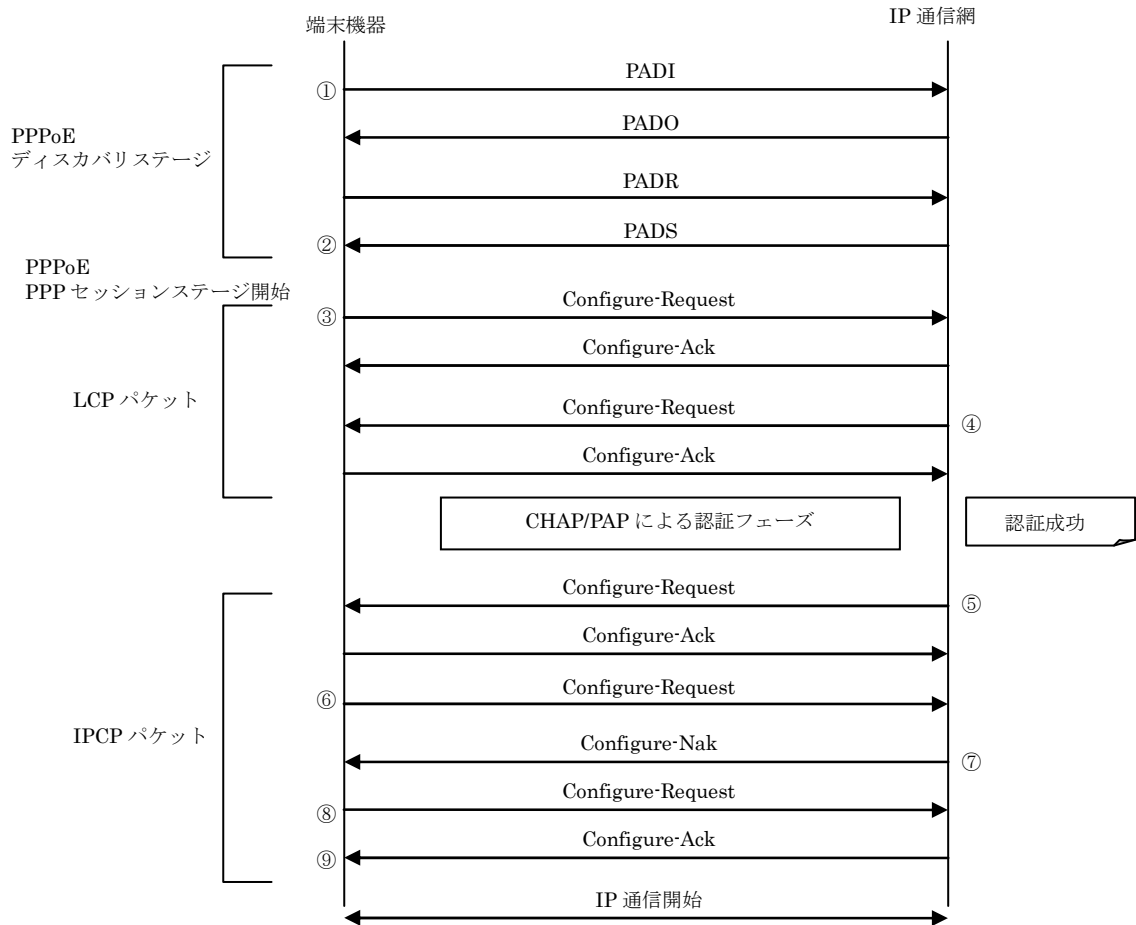 端末機器
IP 通信網
PPPoE
ディスカバリステージ
①
PADI
PADO
PADR
②
PADS
PPPoE
PPP セッションステージ開始
LCP パケット
③
Configure-Request
Configure-Ack
Configure-Request
④
Configure-Ack
CHAP/PAP による認証フェーズ
認証成功
IPCP パケット
Configure-Request
⑤
Configure-Ack
⑥
Configure-Request
Configure-Nak
⑦
⑧
Configure-Request
⑨
Configure-Ack
IP 通信開始